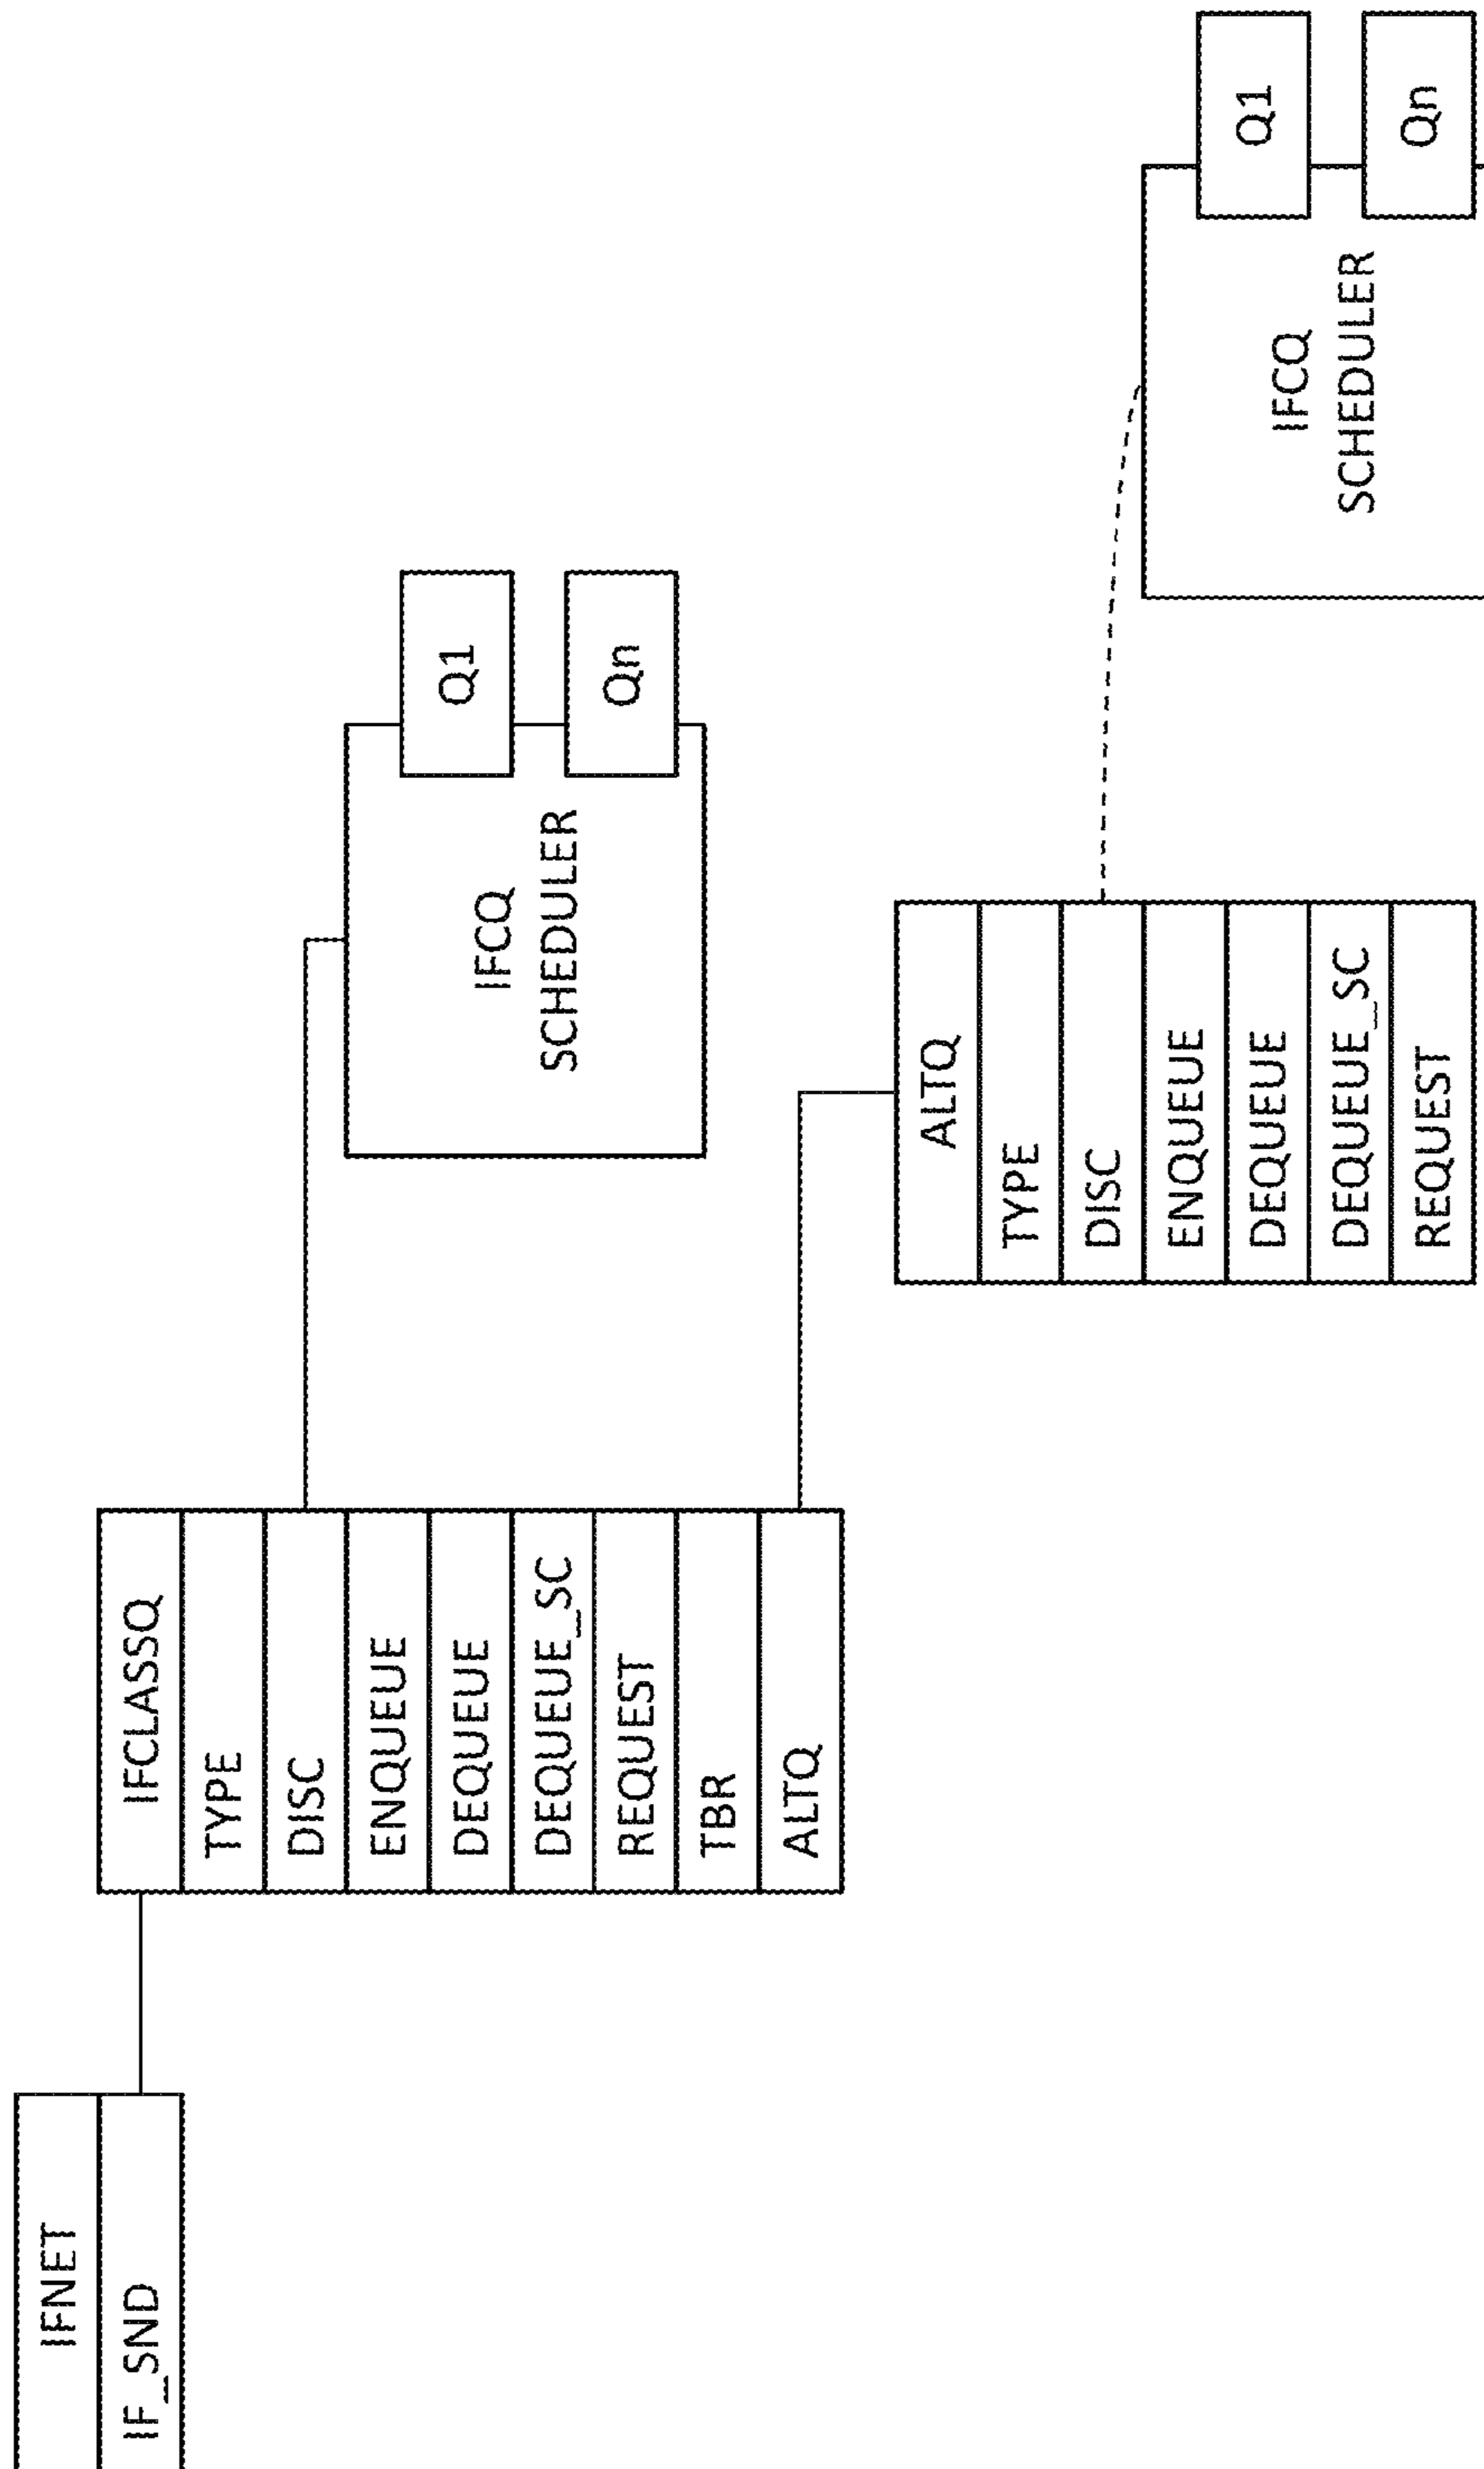 IFNET
IF_SND
IFCLASSQ
TYPE
DISC
ENQUEUE
DEQUEUE
DEQUEUE_SC
REQUEST
TBR
ALTQ
IFCQ
SCHEDULER
Q1
Qn
ALTQ
TYPE
DISC
ENQUEUE
DEQUEUE
DEQUEUE_SC
REQUEST
IFCQ
SCHEDULER
Q1
Qn